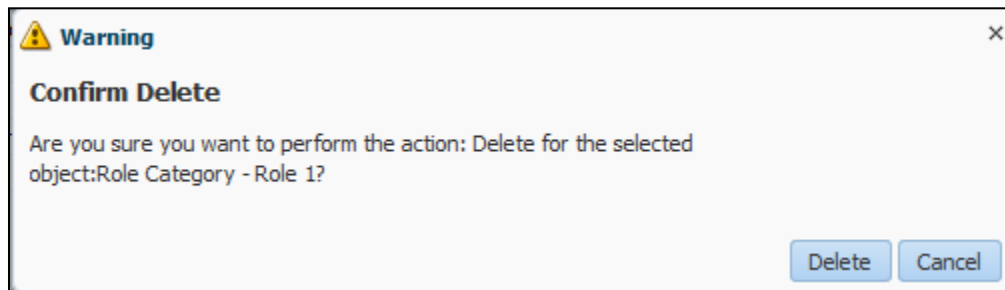 Warning
Confirm Delete
Are you sure you want to perform the action: Delete for the selected
object:Role Category - Role 1?
Delete Cancel